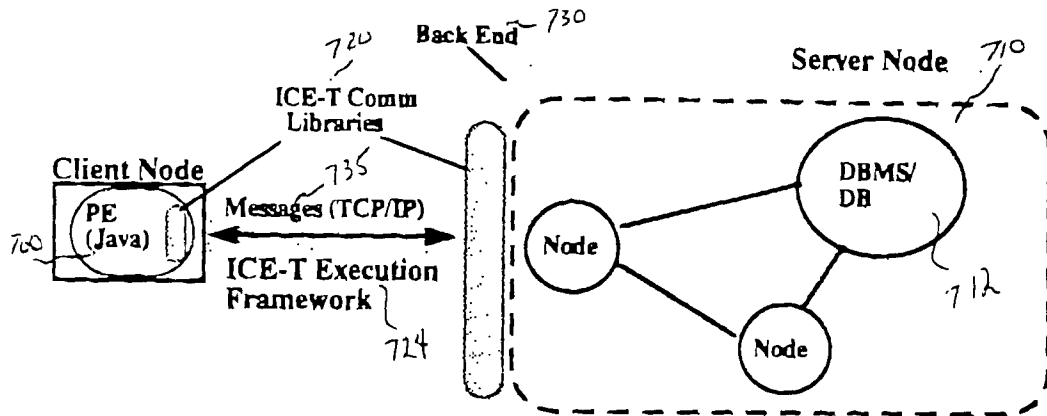 720
Back End
730
Server Node
710
ICE-T Comm
Libraries
Client Node
735
PE
(Java)
700
Messages (TCP/IP)
ICE-T Execution
Framework
724
DBMS/
DB
712
Node
Node